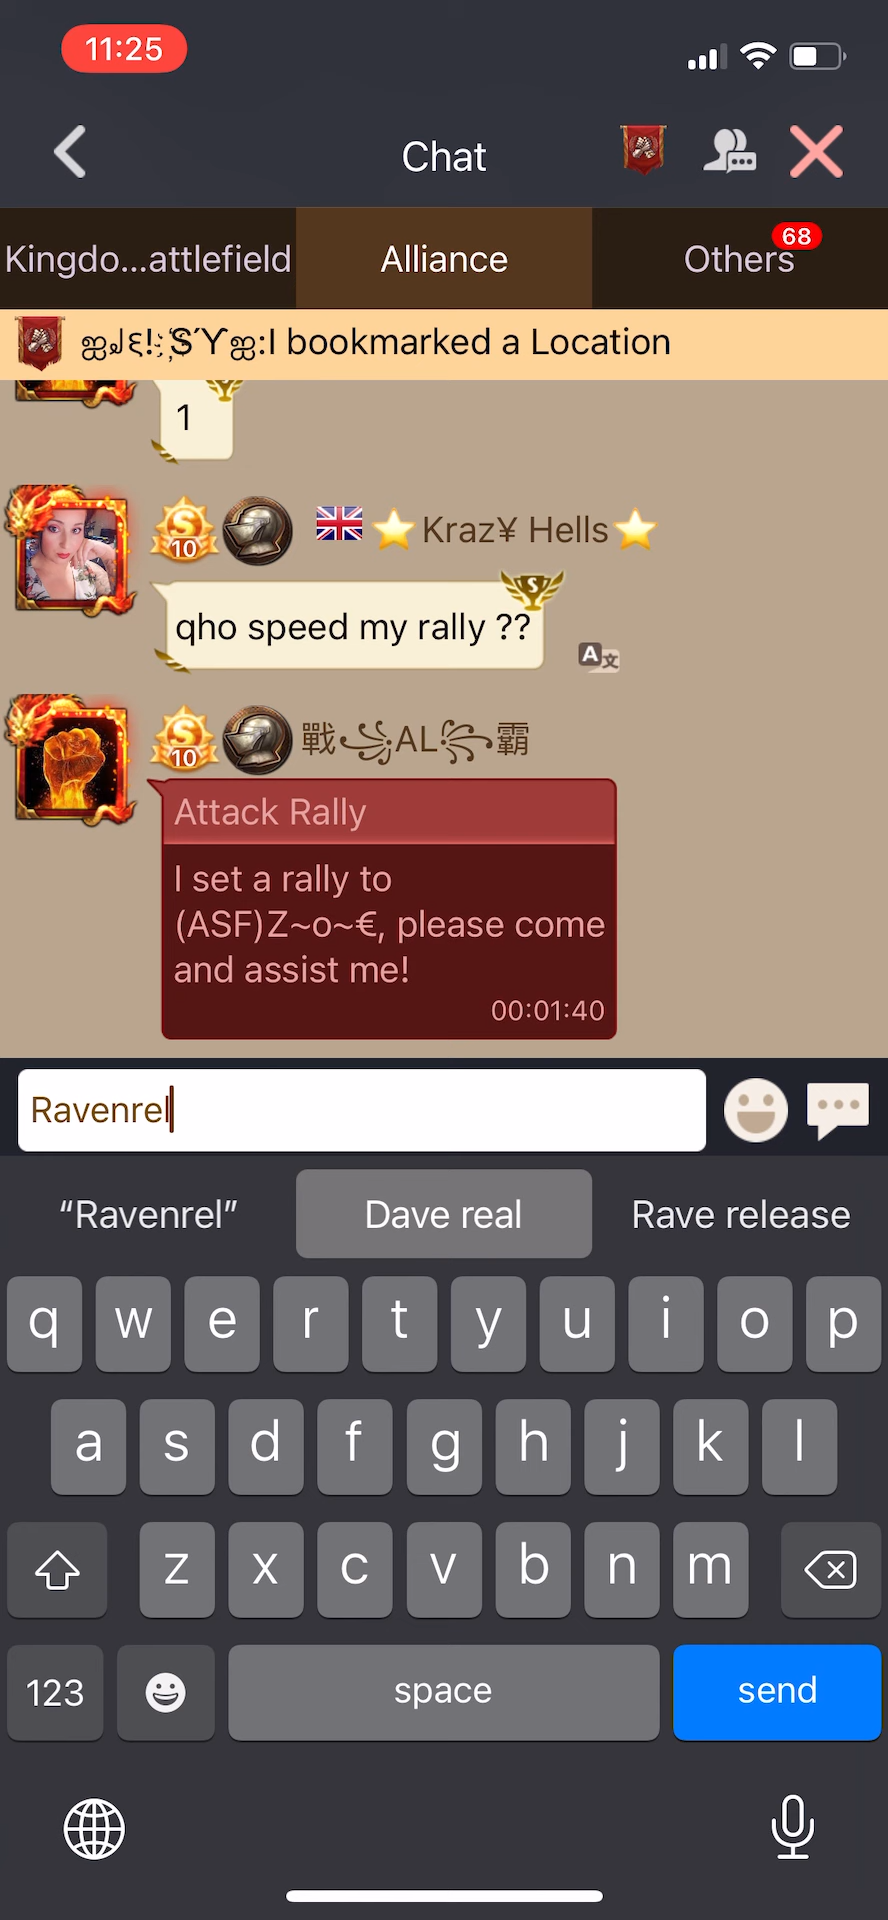 11:25
Chat
Kingdo...attlefield
Alliance
Others
68
:I bookmarked a Location
1
S
10
⭐Kraz¥ Hells⭐
S
qho speed my rally ??
A文
S
10
戰꧁AL꧂霸
Attack Rally
I set a rally to
(ASF)Z~o~€, please come
and assist me!
00:01:40
Ravenrel
“Ravenrel”
Dave real
Rave release
q w e r t y u i o p
a s d f g h j k l
z x c v b n m
123
space
send